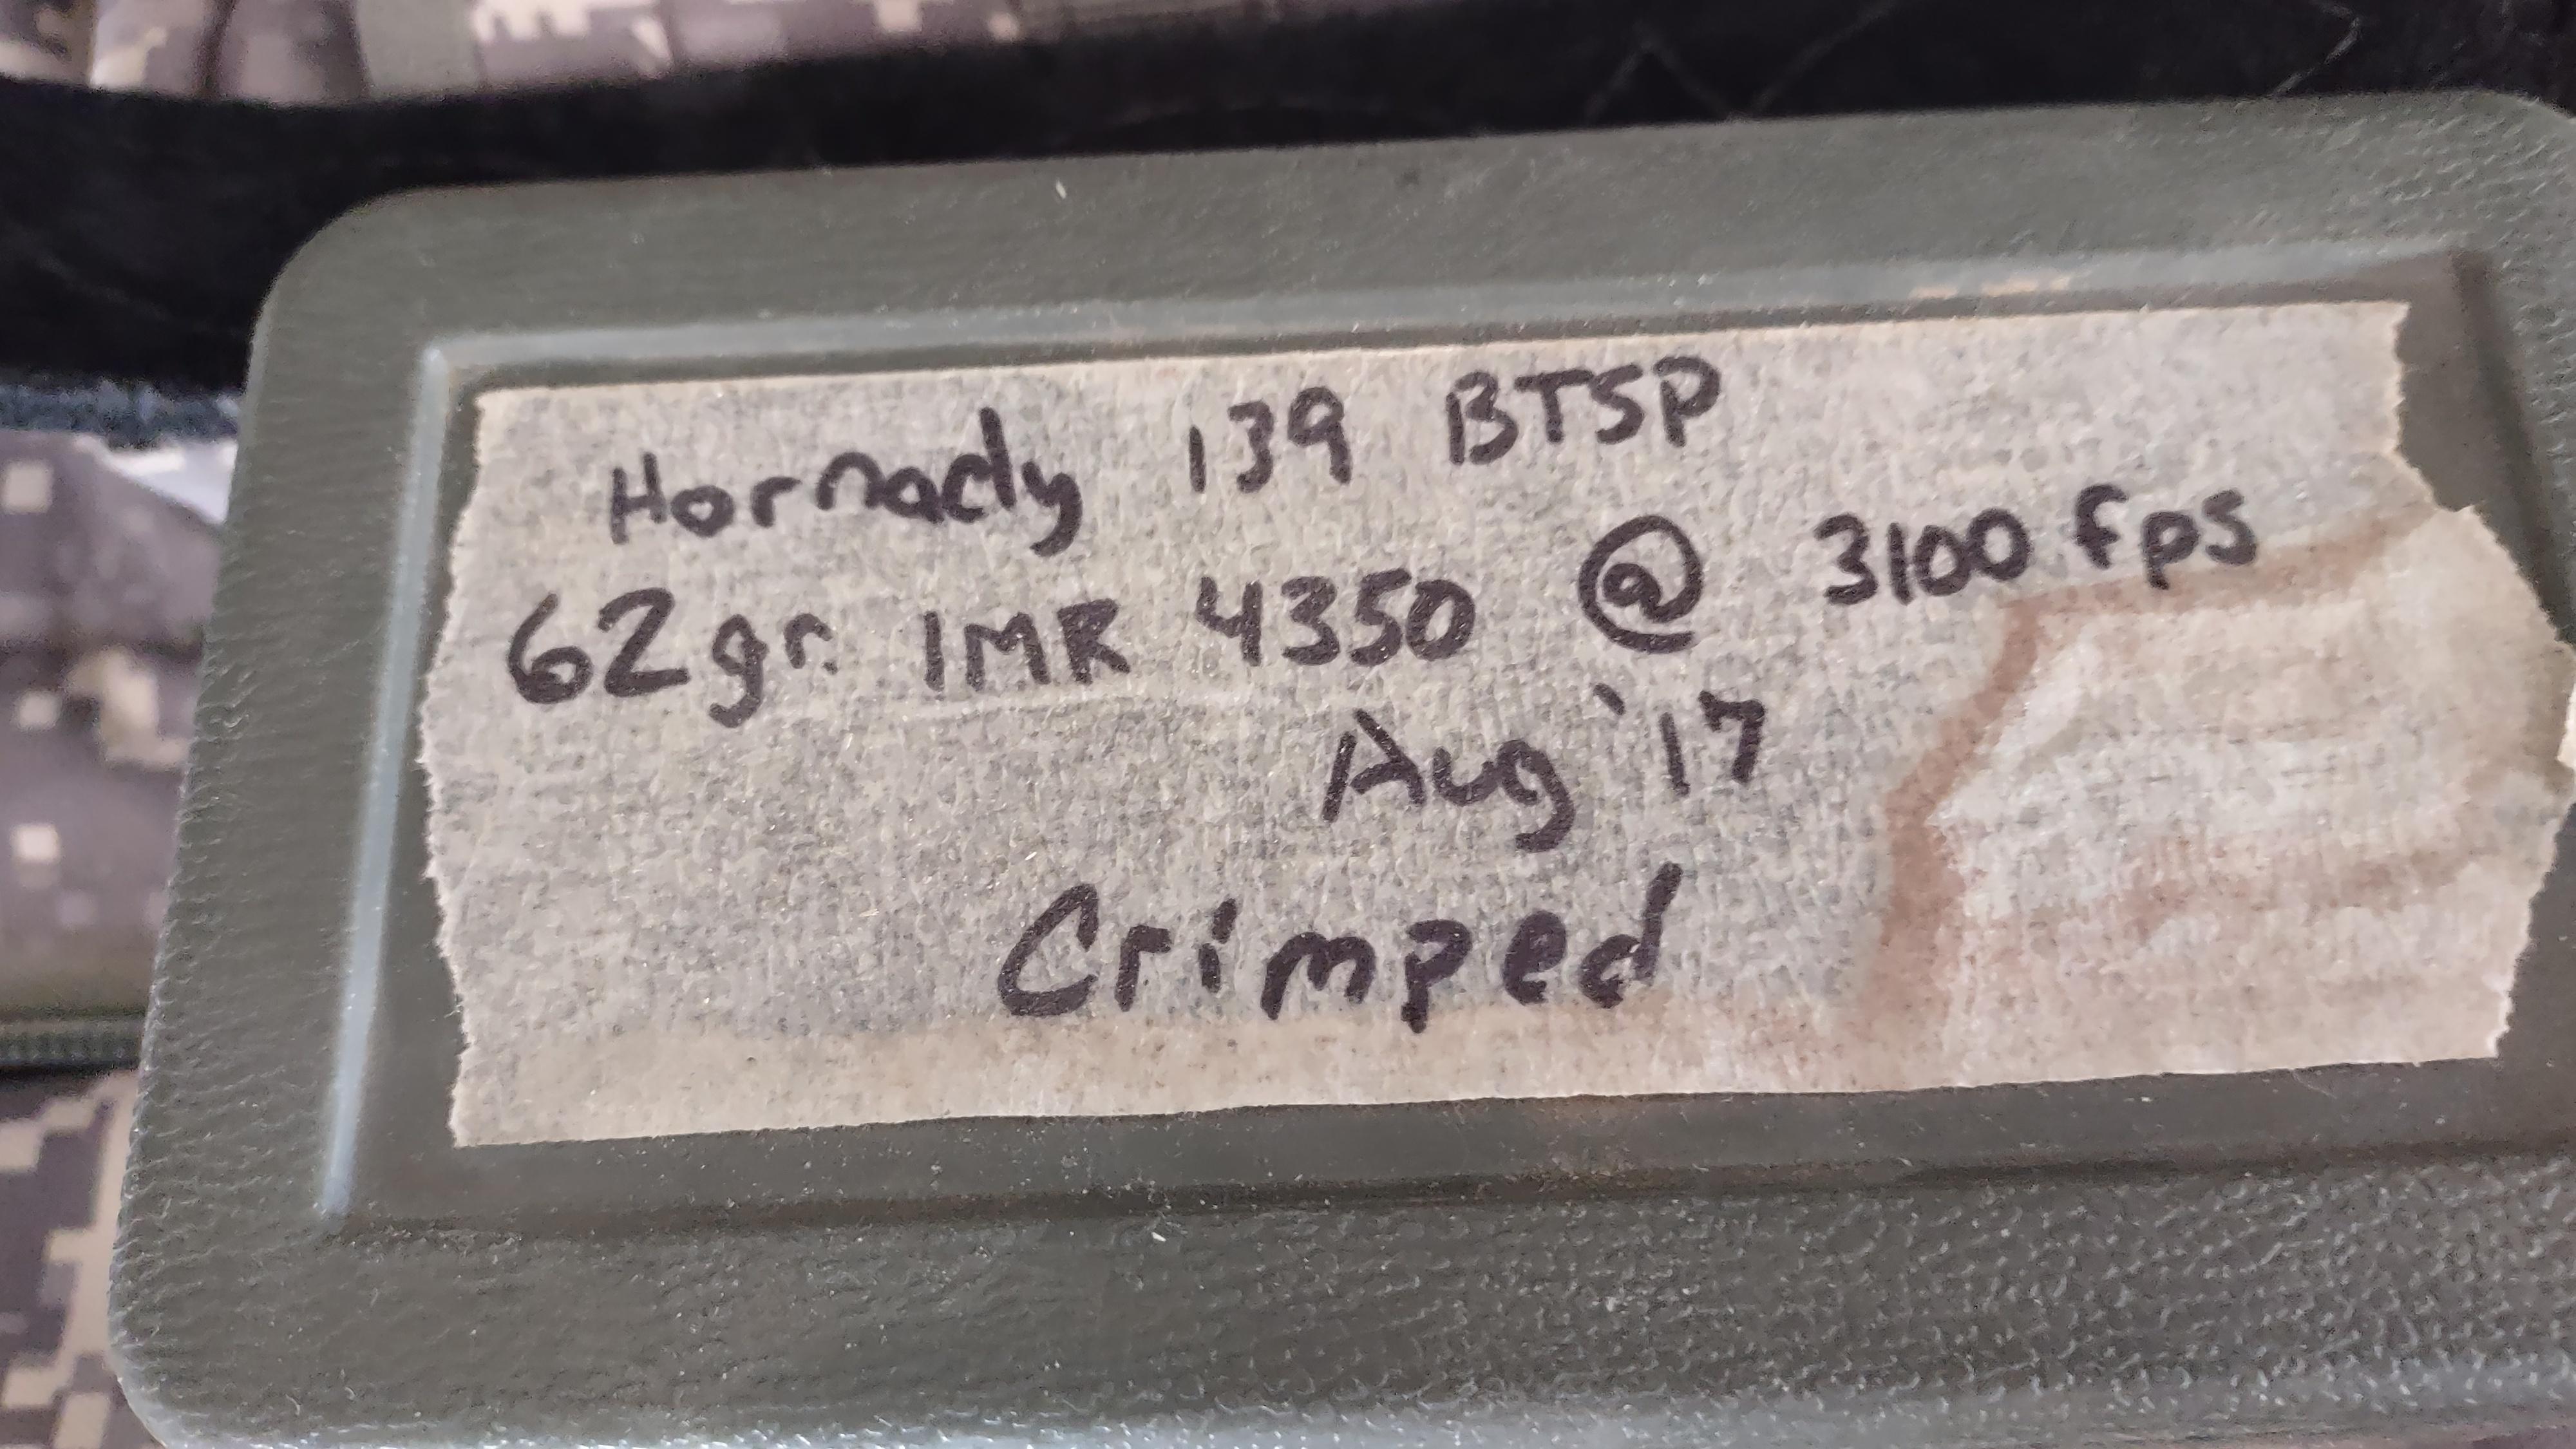 Hornady 139 BTSP
62gr. IMR 4350 @ 3100 fps
Aug '17
Crimped